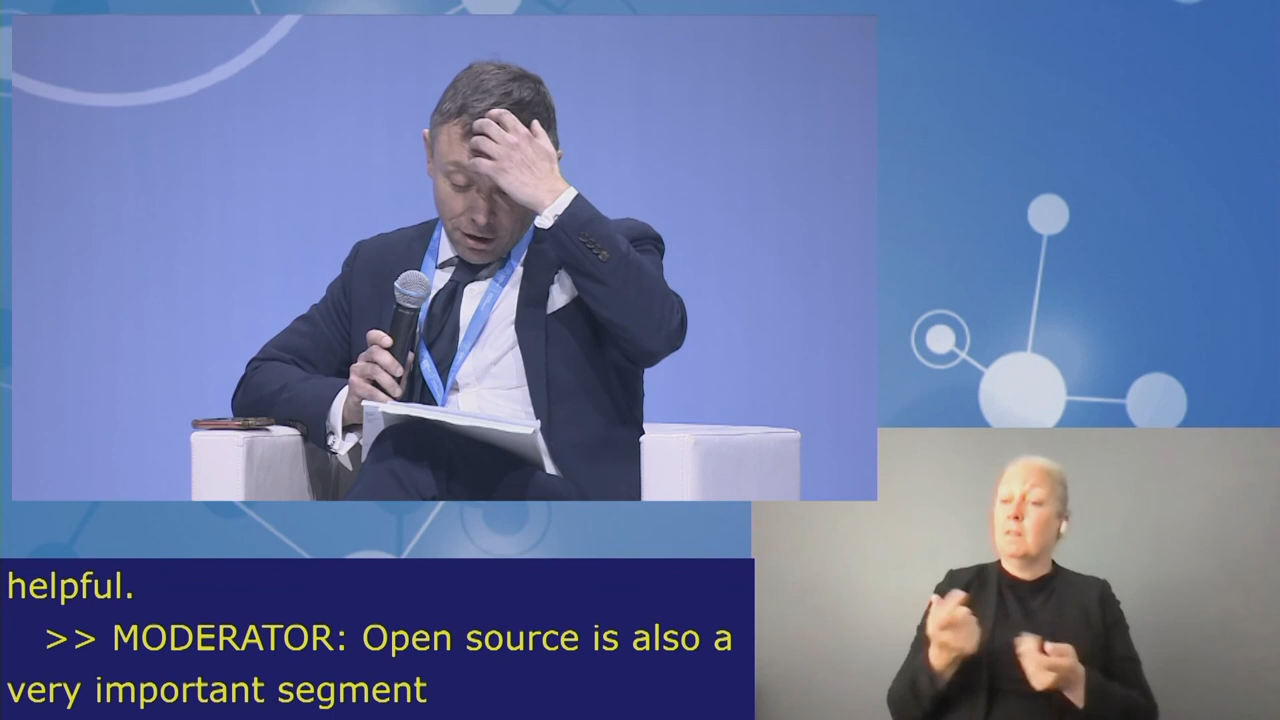 helpful.
>> MODERATOR: Open source is also a
very important segment